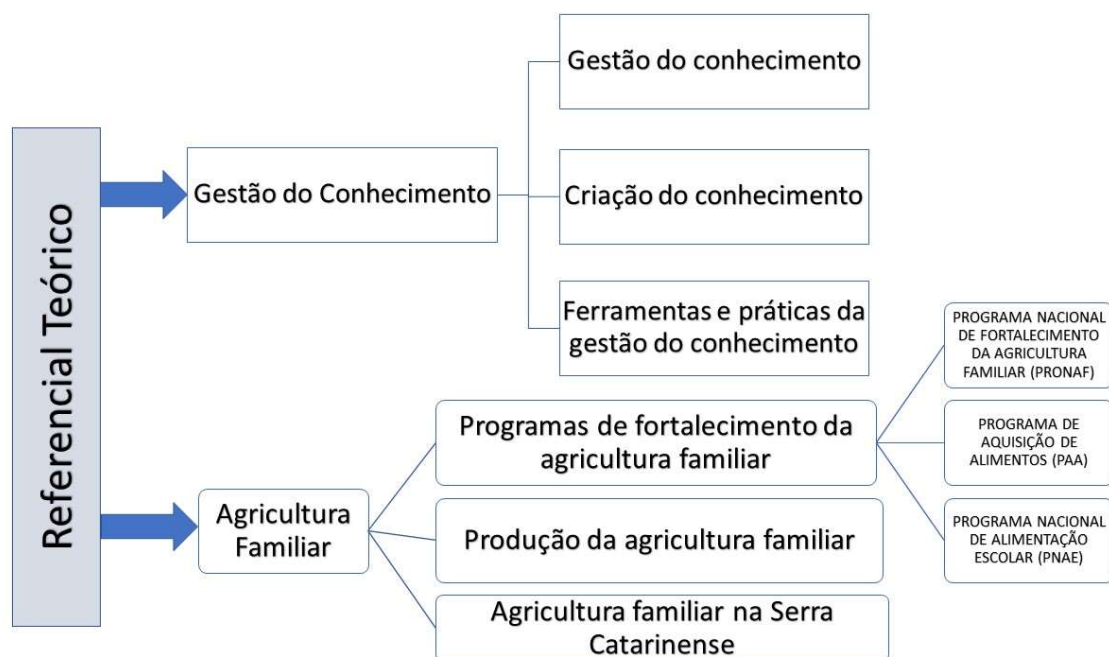 Referencial Teórico
Gestão do Conhecimento
Gestão do conhecimento
Criação do conhecimento
Ferramentas e práticas da
gestão do conhecimento
Agricultura
Familiar
Programas de fortalecimento da
agricultura familiar
PROGRAMA NACIONAL
DE FORTALECIMENTO
DA AGRICULTURA
FAMILIAR (PRONAF)
PROGRAMA DE
AQUISIÇÃO DE
ALIMENTOS (PAA)
PROGRAMA NACIONAL
DE ALIMENTAÇÃO
ESCOLAR (PNAE)
Produção da agricultura familiar
Agricultura familiar na Serra
Catarinense